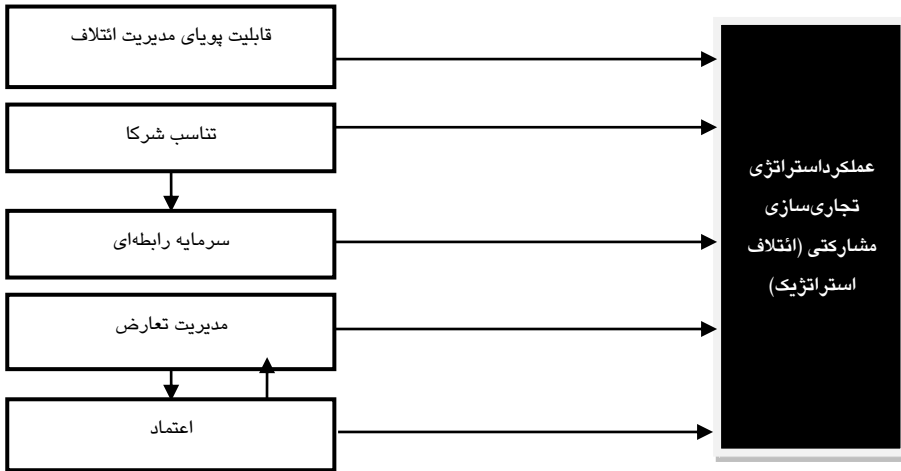 قابلیت پویای مدیریت ائتلاف
تناسب شرکا
سرمایه رابطه‌ای
مدیریت تعارض
اعتماد
عملکرداستراتژی
تجاری‌سازی
مشارکتی (ائتلاف
استراتژیک)